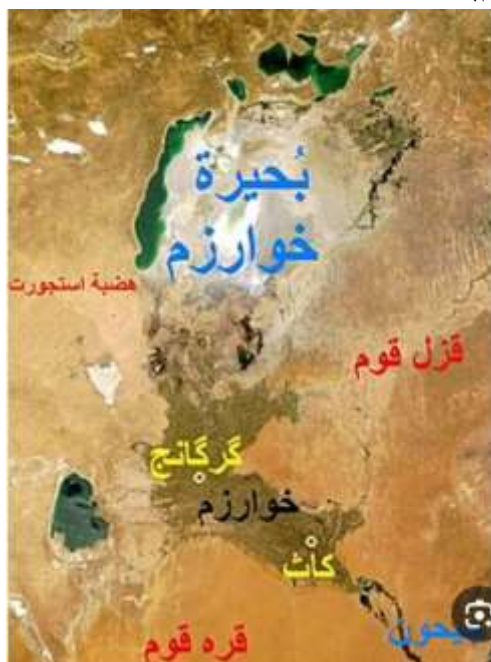 بُحيرة
خوارزم
هضبة استجورت
قزل قوم
گرگانج
خوارزم
كاث
قره قوم